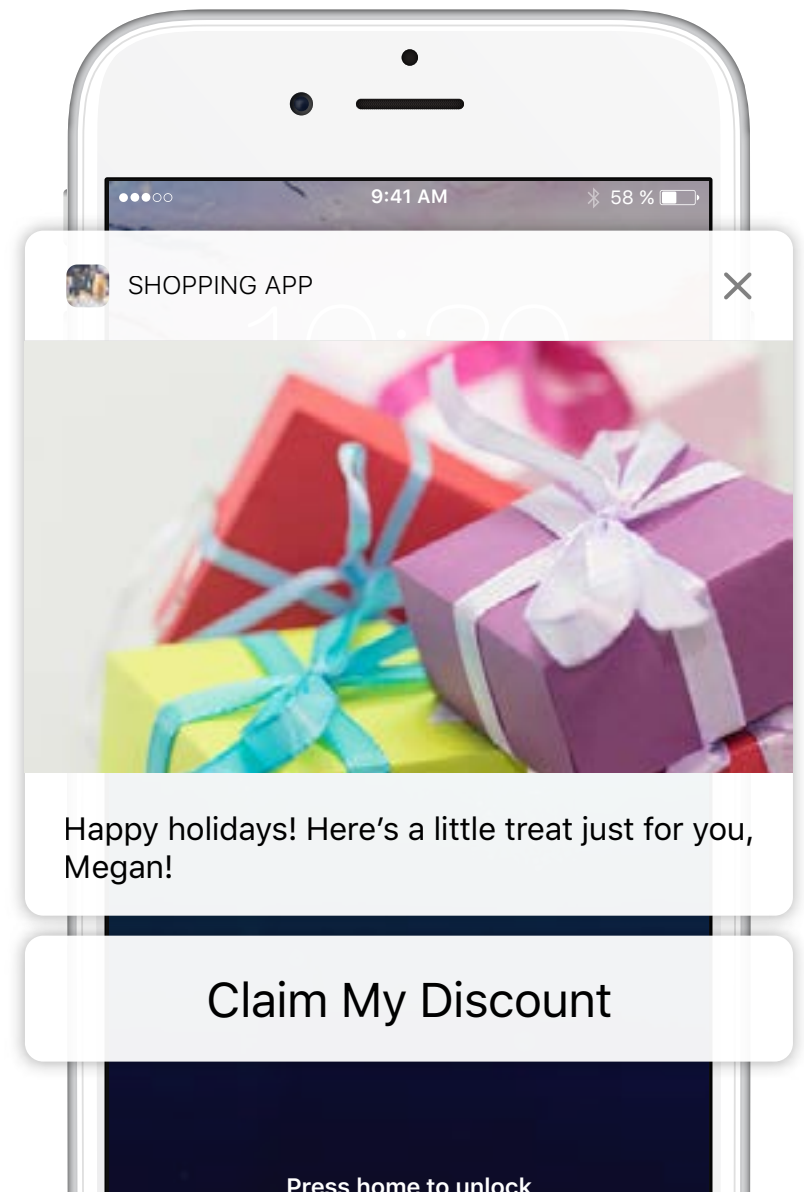 9:41 AM
58 %
SHOPPING APP
Happy holidays! Here’s a little treat just for you,
Megan!
Claim My Discount
Press home to unlock